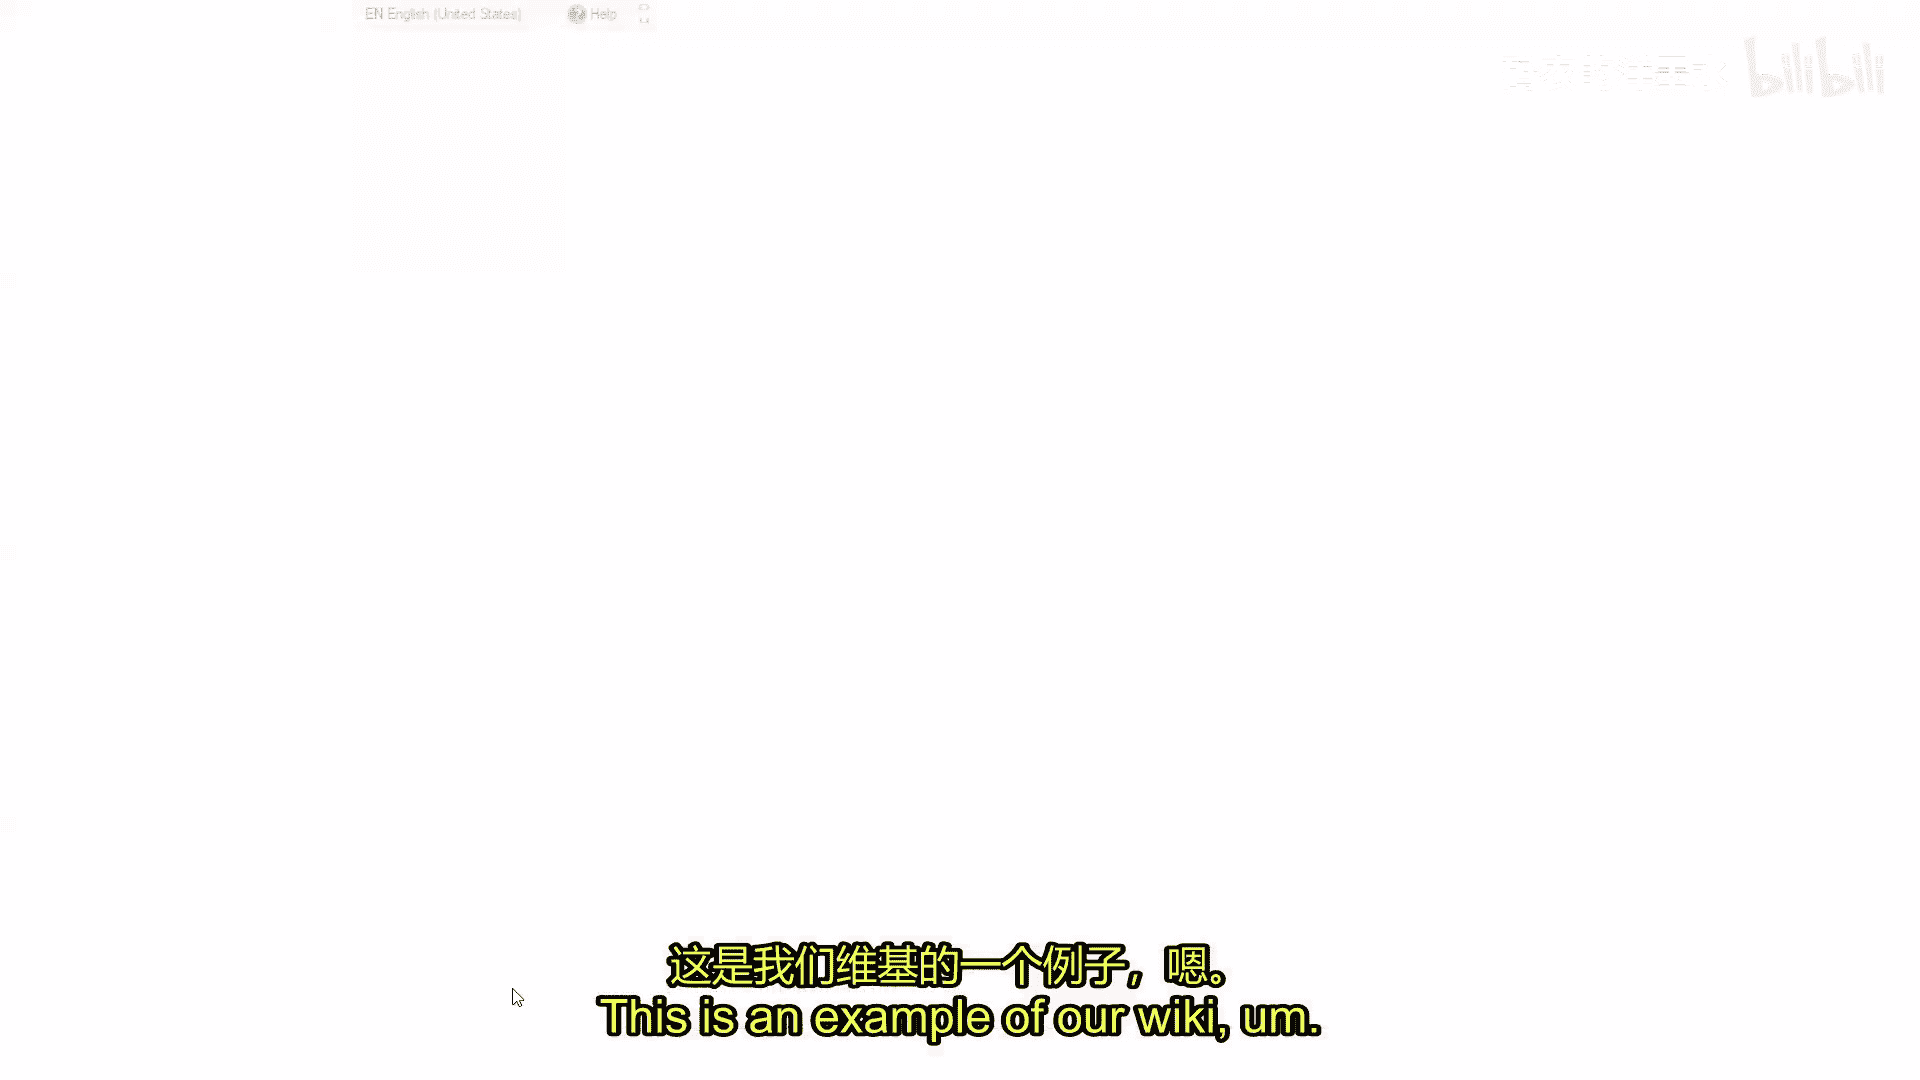 EN English (United States) Help
bilibili
这是我们维基的一个例子，嗯。
This is an example of our wiki, um.